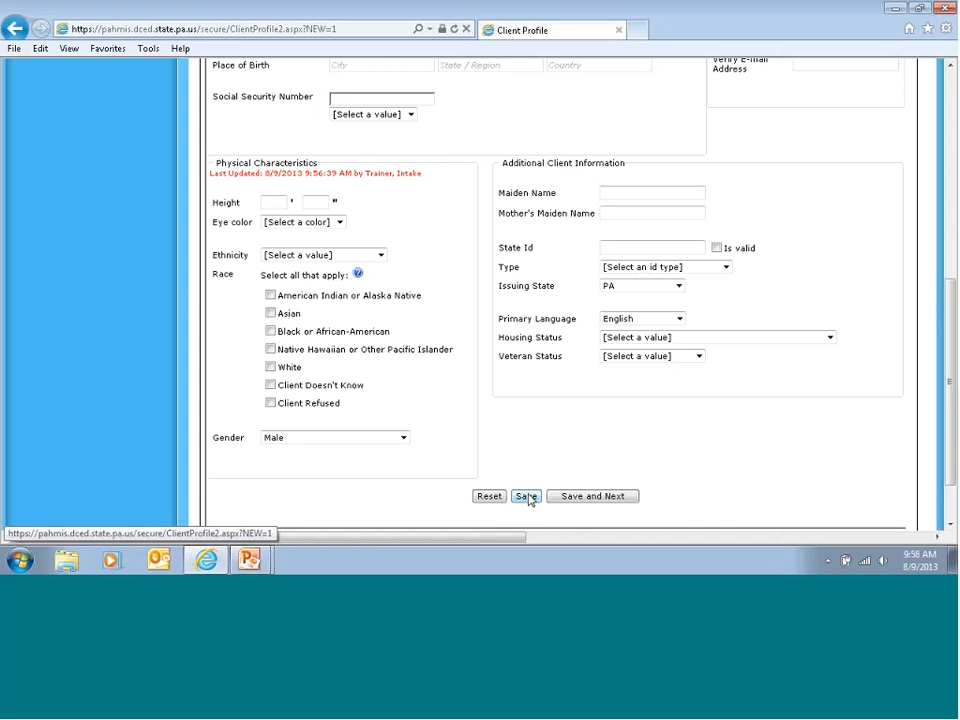 https://pahmis.dced.state.pa.us/secure/ClientProfile2.aspx?NEW=1
Client Profile
File Edit View Favorites Tools Help
Place of Birth City State / Region Country
Verify E-mail
Address
Social Security Number
[Select a value]
Physical Characteristics
Last Updated: 8/9/2013 9:56:39 AM by Trainer, Intake
Height ' "
Eye color [Select a color]
Ethnicity [Select a value]
Race Select all that apply:
American Indian or Alaska Native
Asian
Black or African-American
Native Hawaiian or Other Pacific Islander
White
Client Doesn't Know
Client Refused
Gender Male
Additional Client Information
Maiden Name
Mother's Maiden Name
State Id Is valid
Type [Select an id type]
Issuing State PA
Primary Language English
Housing Status [Select a value]
Veteran Status [Select a value]
Reset Save Save and Next
https://pahmis.dced.state.pa.us/secure/ClientProfile2.aspx?NEW=1
9:58 AM
8/9/2013